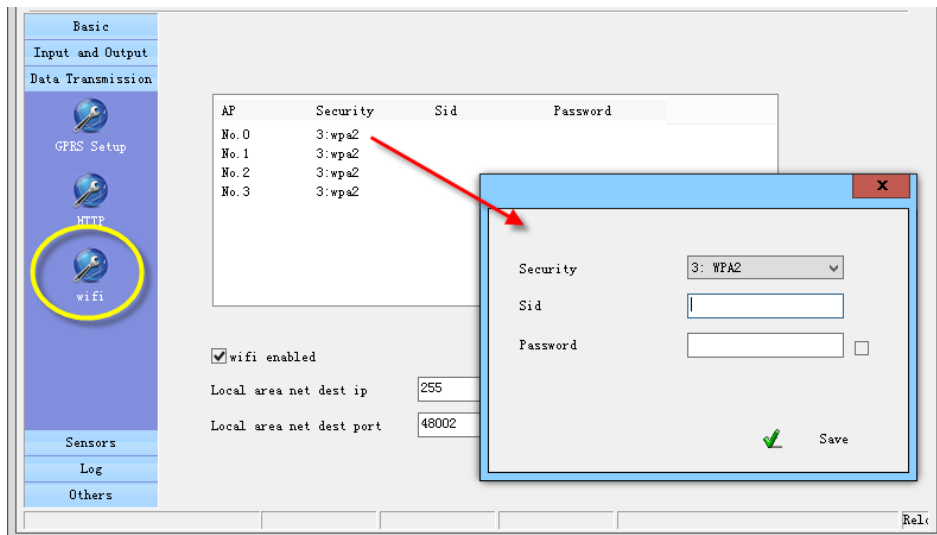 Basic
Input and Output
Data Transmission
GPRS Setup
HTTP
wifi
Sensors
Log
Others
AP Security Sid Password
No.0 3:wpa2
No.1 3:wpa2
No.2 3:wpa2
No.3 3:wpa2
wifi enabled
Local area net dest ip 255
Local area net dest port 48002
x
Security 3: WPA2
Sid
Password
Save